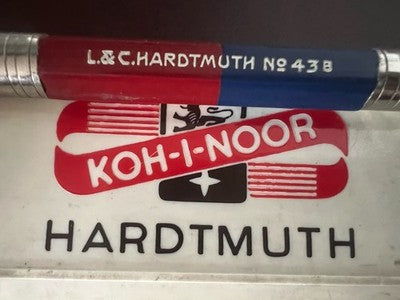 L.&C.HARDTMUTH No 43B
KOH-I-NOOR
HARDTMUTH